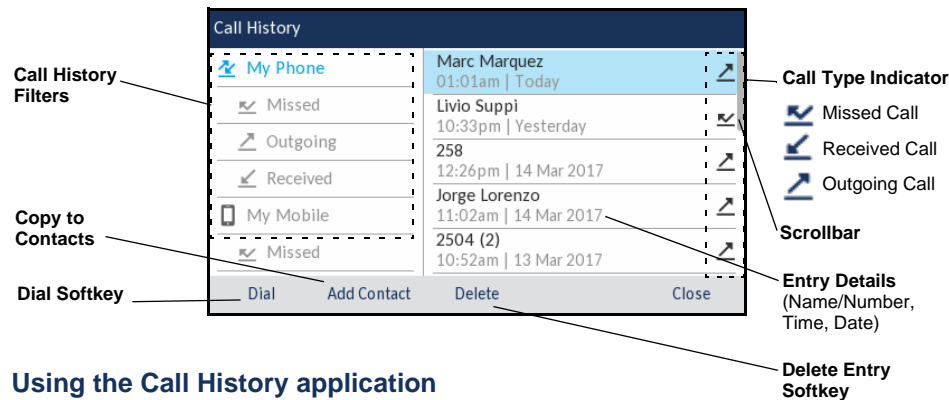 Call History
My Phone
Missed
Outgoing
Received
My Mobile
Missed
Marc Marquez
01:01am | Today
Livio Suppi
10:33pm | Yesterday
258
12:26pm | 14 Mar 2017
Jorge Lorenzo
11:02am | 14 Mar 2017
2504 (2)
10:52am | 13 Mar 2017
Dial Add Contact Delete Close
Call History
Filters
Copy to
Contacts
Dial Softkey
Call Type Indicator
Missed Call
Received Call
Outgoing Call
Scrollbar
Entry Details
(Name/Number,
Time, Date)
Delete Entry
Softkey
Using the Call History application